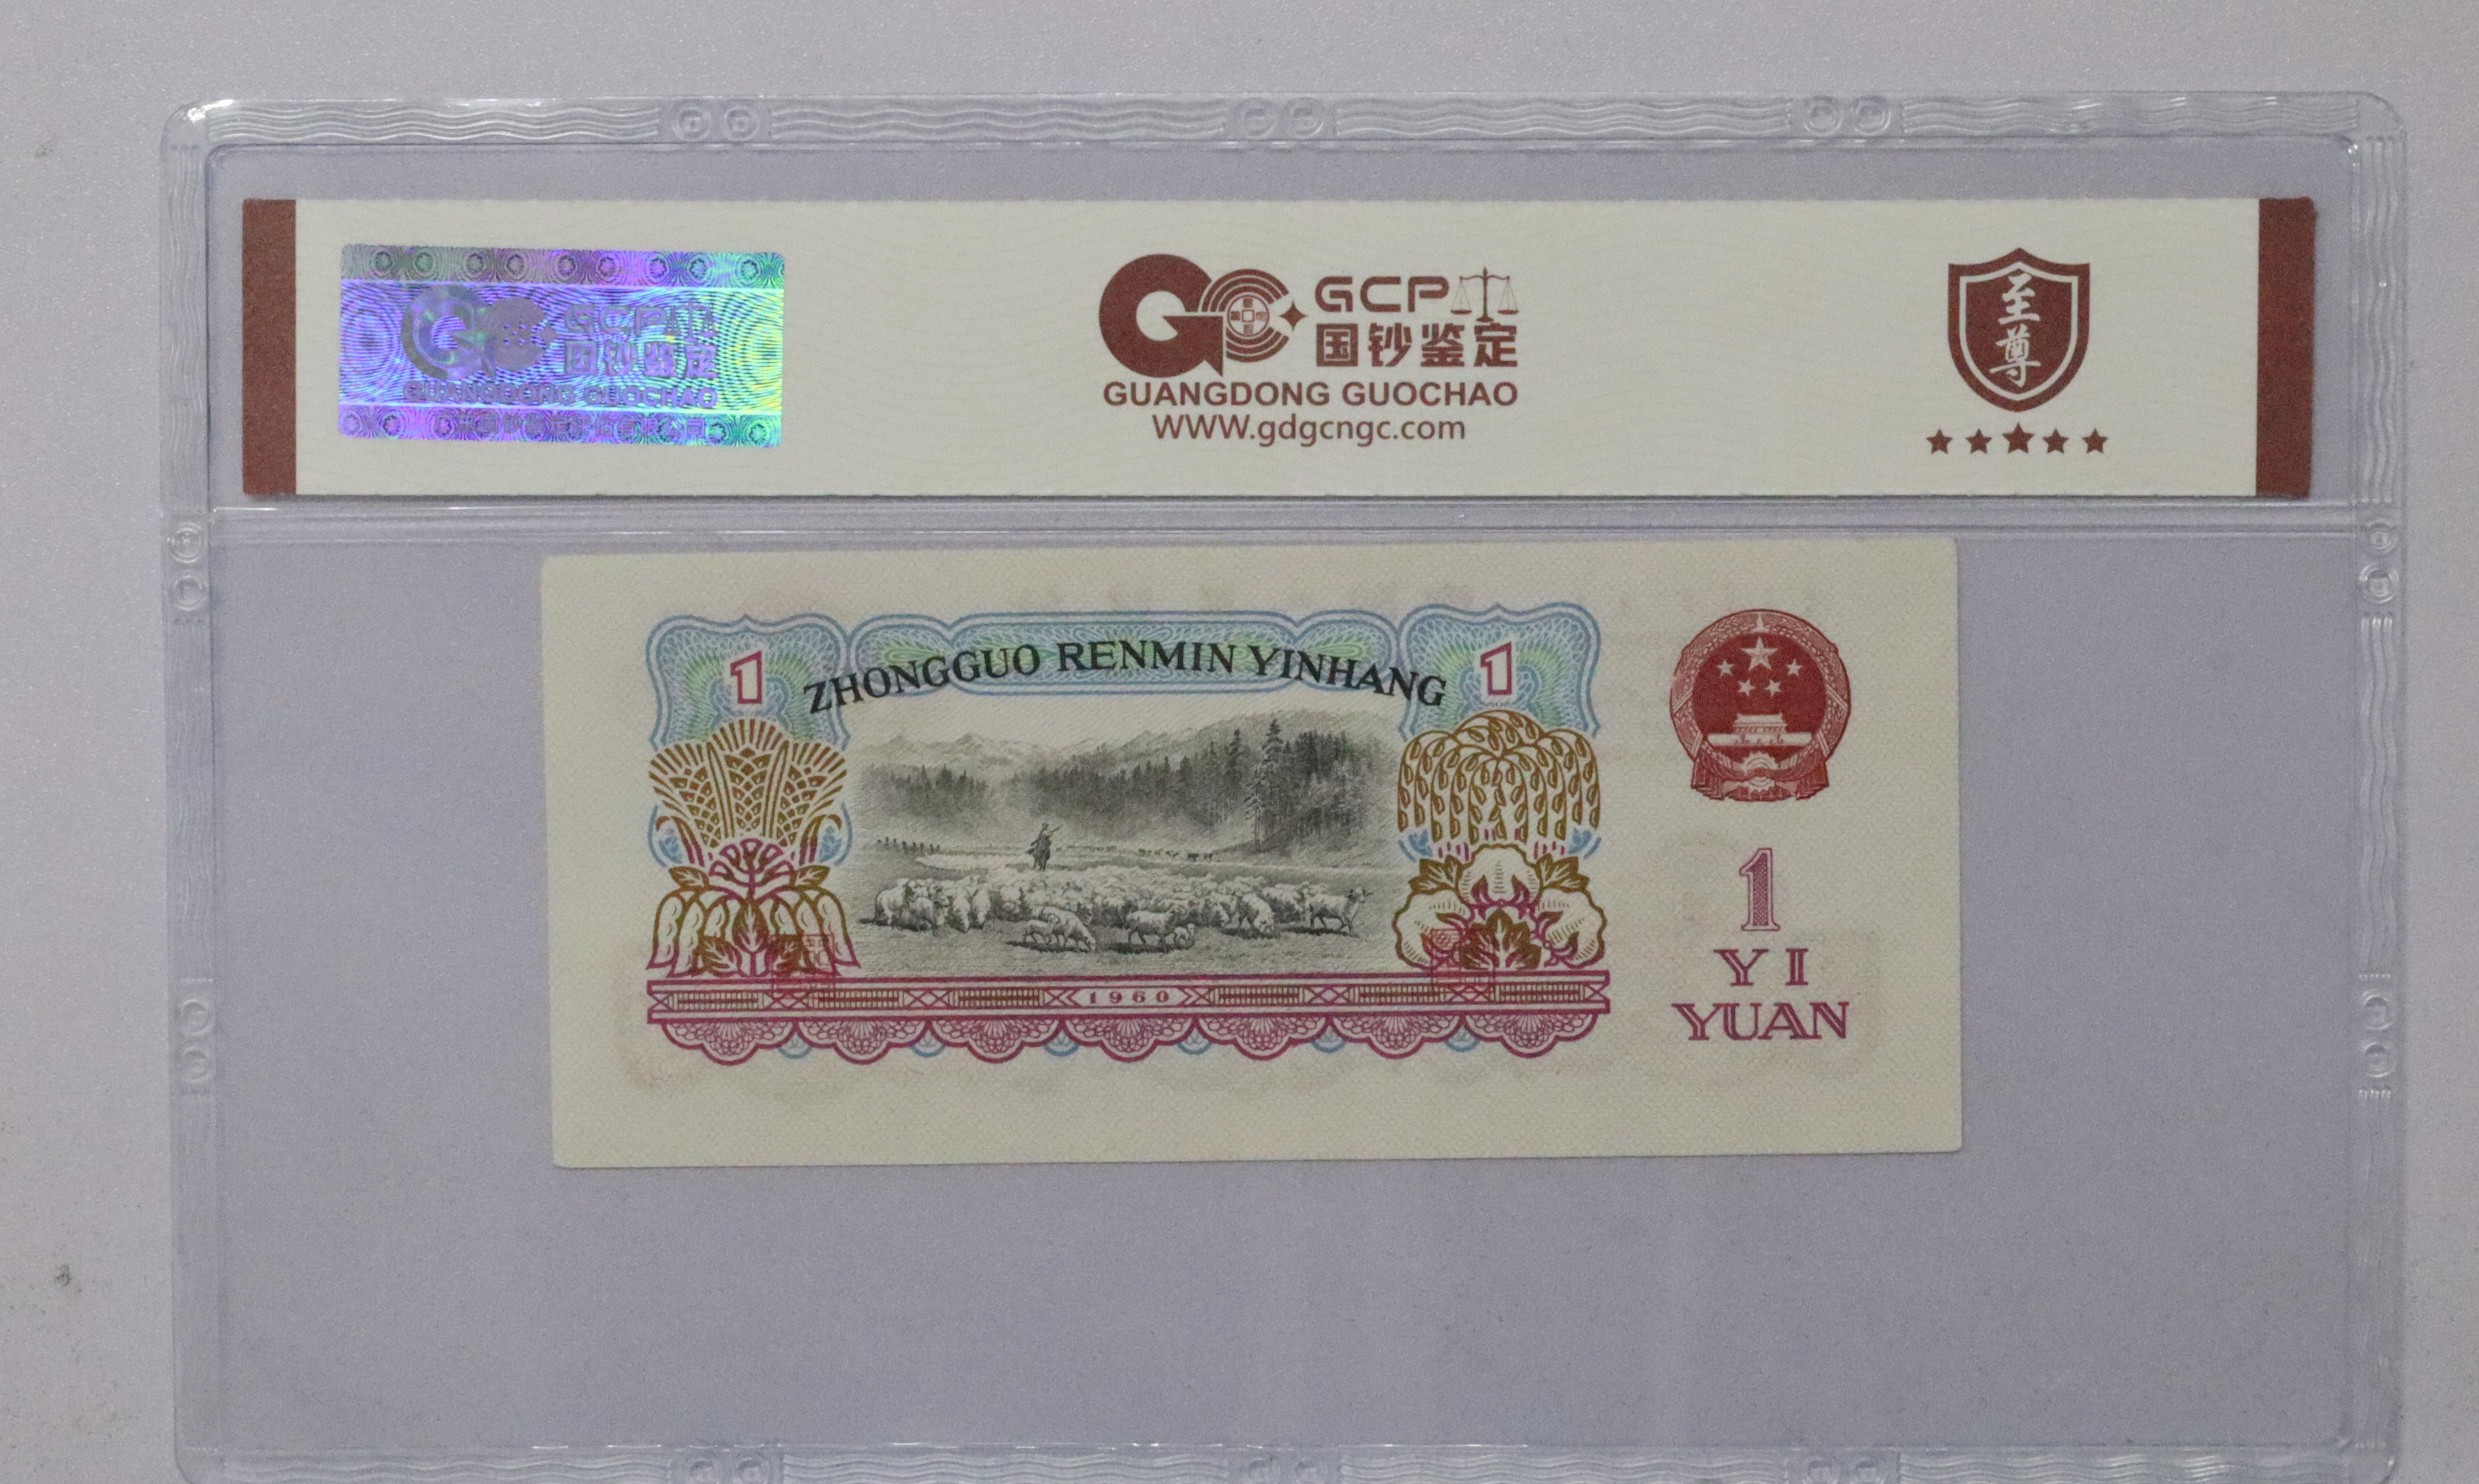 GCP
国钞鉴定
GUANGDONG GUOCHAO
GCP
国钞鉴定
GUANGDONG GUOCHAO
WWW.gdgcngc.com
至尊
1
ZHONGGUO RENMIN YINHANG
1
1960
1
YI
YUAN